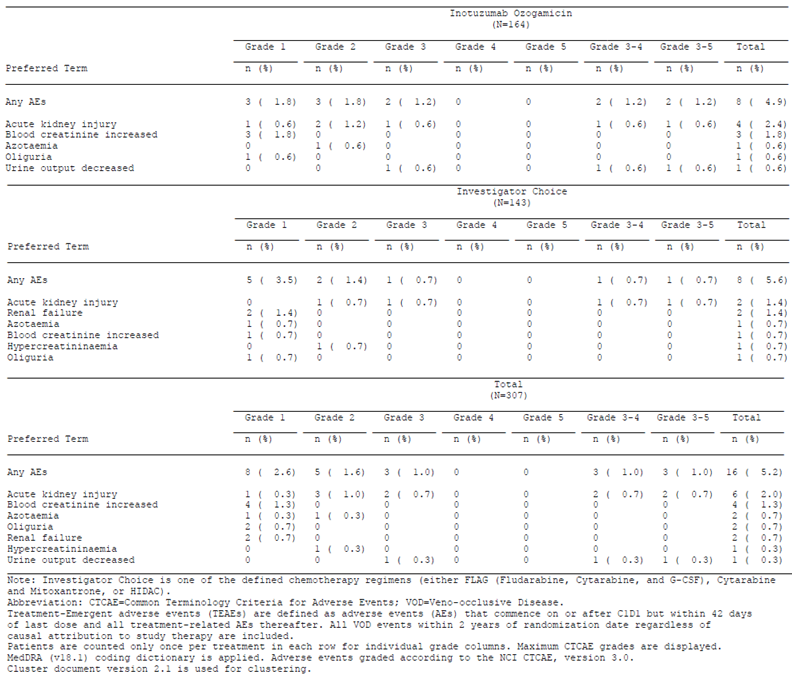 Inotuzumab Ozogamicin
(N=164)
Grade 1 Grade 2 Grade 3 Grade 4 Grade 5 Grade 3-4 Grade 3-5 Total
Preferred Term n (%) n (%) n (%) n (%) n (%) n (%) n (%) n (%)
Any AEs 3 ( 1.8) 3 ( 1.8) 2 ( 1.2) 0 0 2 ( 1.2) 2 ( 1.2) 8 ( 4.9)
Acute kidney injury 1 ( 0.6) 2 ( 1.2) 1 ( 0.6) 0 0 1 ( 0.6) 1 ( 0.6) 4 ( 2.4)
Blood creatinine increased 3 ( 1.8) 0 0 0 0 0 0 3 ( 1.8)
Azotaemia 0 1 ( 0.6) 0 0 0 0 0 1 ( 0.6)
Oliguria 1 ( 0.6) 0 0 0 0 0 0 1 ( 0.6)
Urine output decreased 0 0 1 ( 0.6) 0 0 1 ( 0.6) 1 ( 0.6) 1 ( 0.6)
Investigator Choice
(N=143)
Grade 1 Grade 2 Grade 3 Grade 4 Grade 5 Grade 3-4 Grade 3-5 Total
Preferred Term n (%) n (%) n (%) n (%) n (%) n (%) n (%) n (%)
Any AEs 5 ( 3.5) 2 ( 1.4) 1 ( 0.7) 0 0 1 ( 0.7) 1 ( 0.7) 8 ( 5.6)
Acute kidney injury 0 1 ( 0.7) 1 ( 0.7) 0 0 1 ( 0.7) 1 ( 0.7) 2 ( 1.4)
Renal failure 2 ( 1.4) 0 0 0 0 0 0 2 ( 1.4)
Azotaemia 1 ( 0.7) 0 0 0 0 0 0 1 ( 0.7)
Blood creatinine increased 1 ( 0.7) 0 0 0 0 0 0 1 ( 0.7)
Hypercreatininaemia 0 1 ( 0.7) 0 0 0 0 0 1 ( 0.7)
Oliguria 1 ( 0.7) 0 0 0 0 0 0 1 ( 0.7)
Total
(N=307)
Grade 1 Grade 2 Grade 3 Grade 4 Grade 5 Grade 3-4 Grade 3-5 Total
Preferred Term n (%) n (%) n (%) n (%) n (%) n (%) n (%) n (%)
Any AEs 8 ( 2.6) 5 ( 1.6) 3 ( 1.0) 0 0 3 ( 1.0) 3 ( 1.0) 16 ( 5.2)
Acute kidney injury 1 ( 0.3) 3 ( 1.0) 2 ( 0.7) 0 0 2 ( 0.7) 2 ( 0.7) 6 ( 2.0)
Blood creatinine increased 4 ( 1.3) 0 0 0 0 0 0 4 ( 1.3)
Azotaemia 1 ( 0.3) 1 ( 0.3) 0 0 0 0 0 2 ( 0.7)
Oliguria 2 ( 0.7) 0 0 0 0 0 0 2 ( 0.7)
Renal failure 2 ( 0.7) 0 0 0 0 0 0 2 ( 0.7)
Hypercreatininaemia 0 1 ( 0.3) 0 0 0 0 0 1 ( 0.3)
Urine output decreased 0 0 1 ( 0.3) 0 0 1 ( 0.3) 1 ( 0.3) 1 ( 0.3)
Note: Investigator Choice is one of the defined chemotherapy regimens (either FLAG (Fludarabine, Cytarabine, and G-CSF), Cytarabine
and Mitoxantrone, or HIDAC).
Abbreviation: CTCAE=Common Terminology Criteria for Adverse Events; VOD=Veno-occlusive Disease.
Treatment-Emergent adverse events (TEAEs) are defined as adverse events (AEs) that commence on or after C1D1 but within 42 days
of last dose and all treatment-related AEs thereafter. All VOD events within 2 years of randomization date regardless of
causal attribution to study therapy are included.
Patients are counted only once per treatment in each row for individual grade columns. Maximum CTCAE grades are displayed.
MedDRA (v18.1) coding dictionary is applied. Adverse events graded according to the NCI CTCAE, version 3.0.
Cluster document version 2.1 is used for clustering.